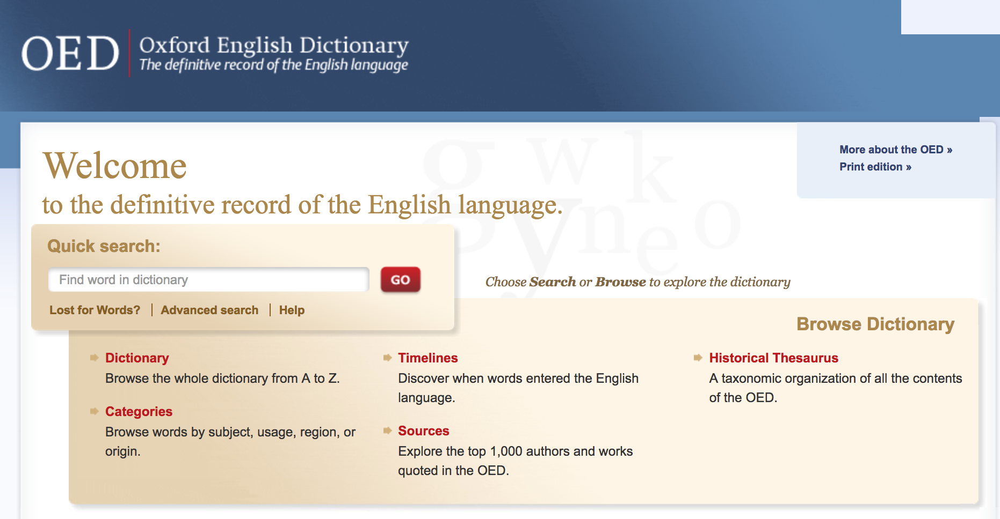 OED
Oxford English Dictionary
The definitive record of the English language
More about the OED »
Print edition »
Welcome
to the definitive record of the English language.
g w k y n e o
Quick search:
Find word in dictionary
GO
Lost for Words? | Advanced search | Help
Choose Search or Browse to explore the dictionary
Browse Dictionary
Dictionary
Browse the whole dictionary from A to Z.
Categories
Browse words by subject, usage, region, or
origin.
Timelines
Discover when words entered the English
language.
Sources
Explore the top 1,000 authors and works
quoted in the OED.
Historical Thesaurus
A taxonomic organization of all the contents
of the OED.